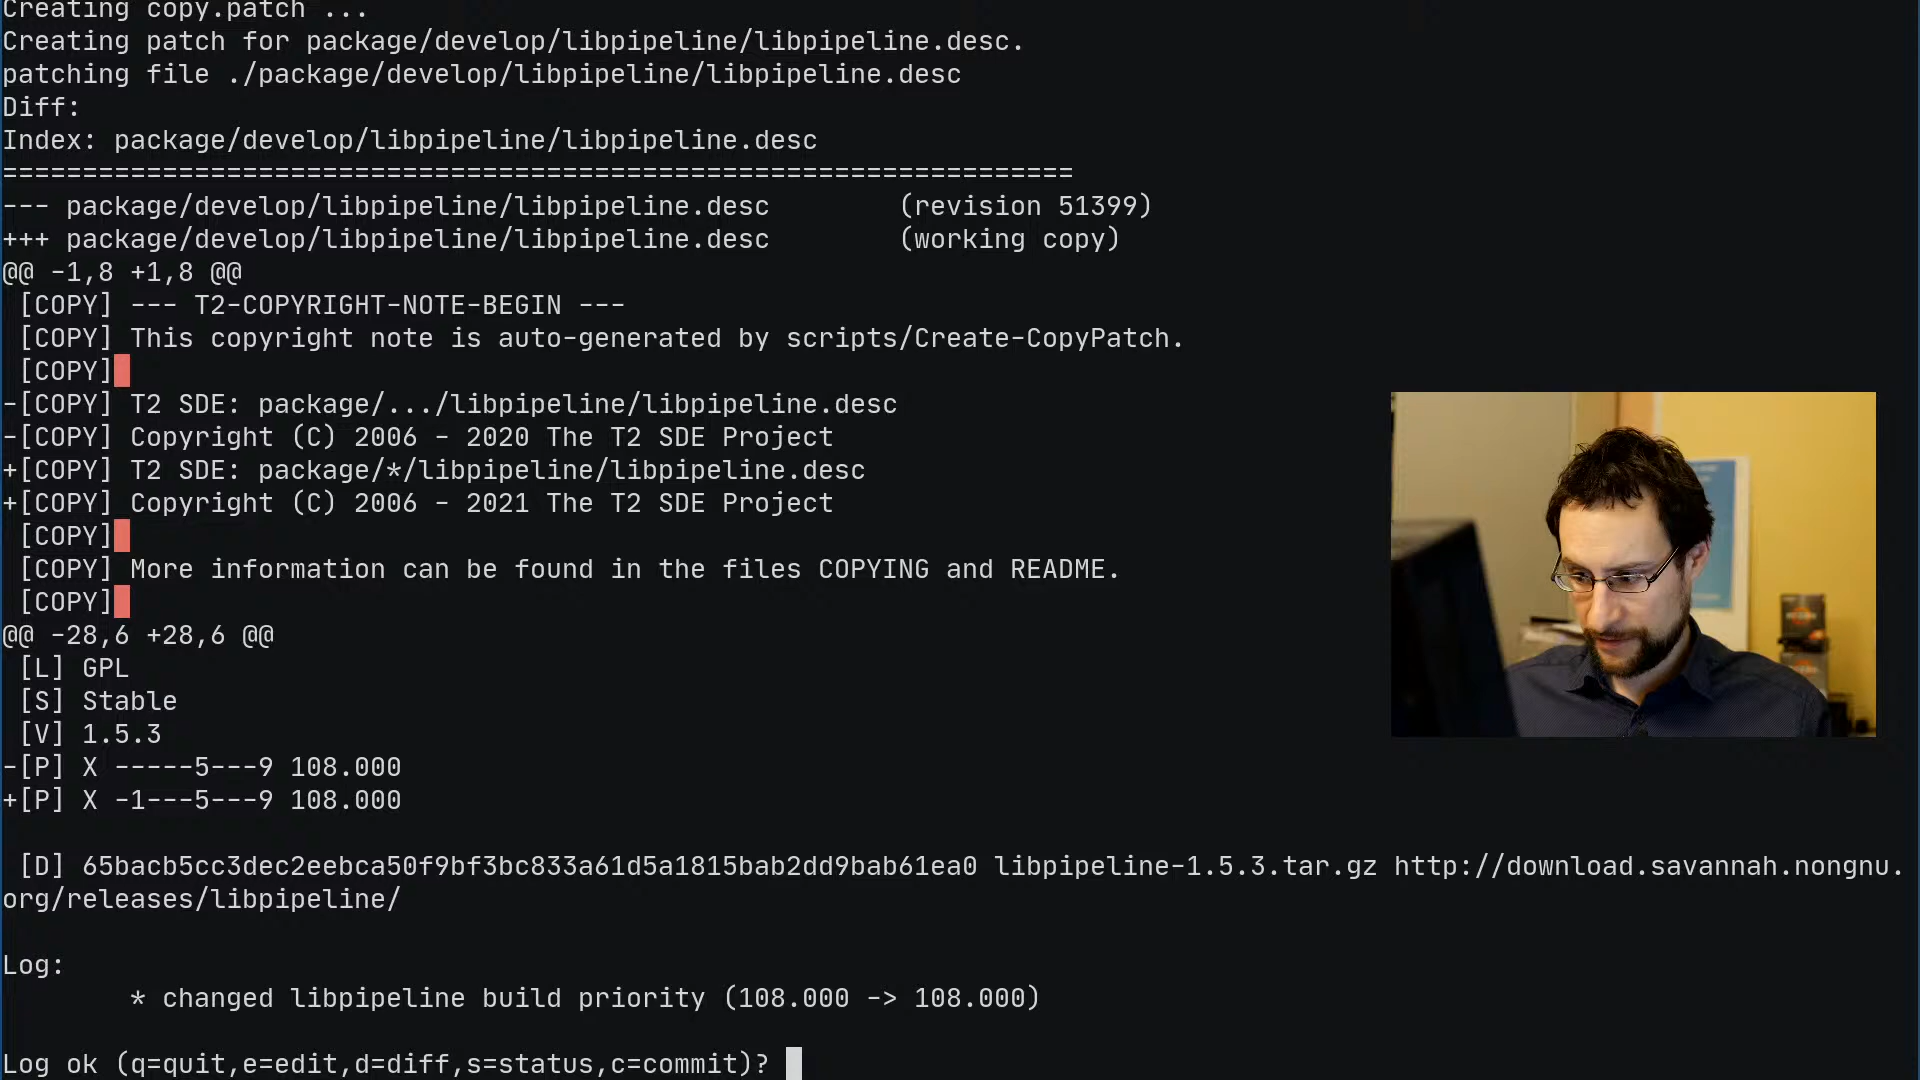 Creating copy.patch ...
Creating patch for package/develop/libpipeline/libpipeline.desc.
patching file ./package/develop/libpipeline/libpipeline.desc
Diff:
Index: package/develop/libpipeline/libpipeline.desc
===================================================================
--- package/develop/libpipeline/libpipeline.desc	(revision 51399)
+++ package/develop/libpipeline/libpipeline.desc	(working copy)
@@ -1,8 +1,8 @@
 [COPY] --- T2-COPYRIGHT-NOTE-BEGIN ---
 [COPY] This copyright note is auto-generated by scripts/Create-CopyPatch.
 [COPY]
-[COPY] T2 SDE: package/.../libpipeline/libpipeline.desc
-[COPY] Copyright (C) 2006 - 2020 The T2 SDE Project
+[COPY] T2 SDE: package/*/libpipeline/libpipeline.desc
+[COPY] Copyright (C) 2006 - 2021 The T2 SDE Project
 [COPY]
 [COPY] More information can be found in the files COPYING and README.
 [COPY]
@@ -28,6 +28,6 @@
 [L] GPL
 [S] Stable
 [V] 1.5.3
-[P] X -----5---9 108.000
+[P] X -1---5---9 108.000
 [D] 65bacb5cc3dec2eebca50f9bf3bc833a61d5a1815bab2dd9bab61ea0 libpipeline-1.5.3.tar.gz http://download.savannah.nongnu.
org/releases/libpipeline/
Log:
        * changed libpipeline build priority (108.000 -> 108.000)
Log ok (q=quit,e=edit,d=diff,s=status,c=commit)?